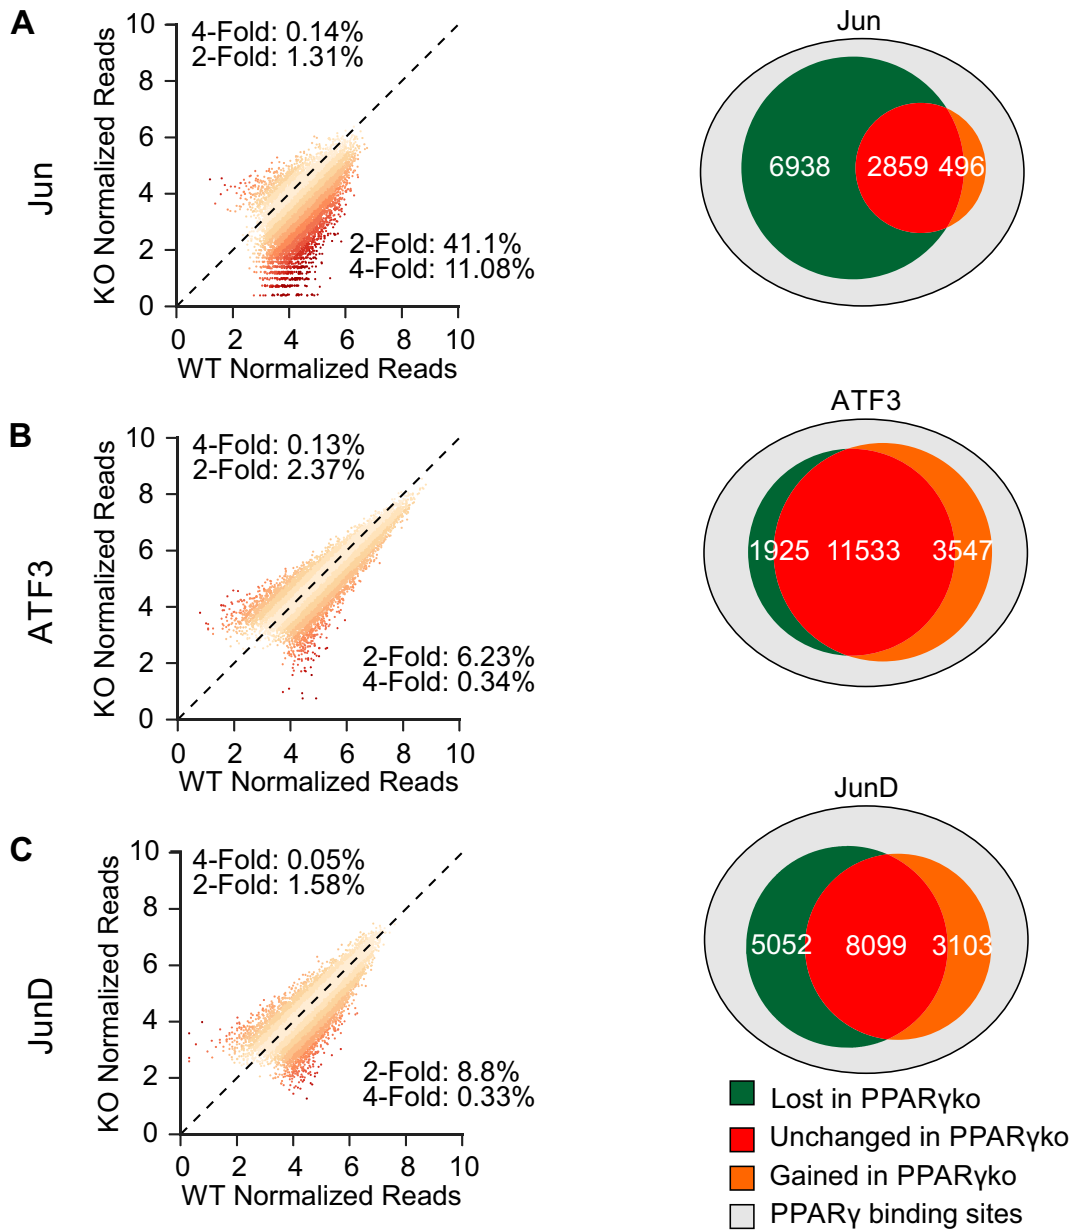 A
Jun
KO Normalized Reads
10
8
6
4
2
0
4-Fold: 0.14%
2-Fold: 1.31%
2-Fold: 41.1%
4-Fold: 11.08%
0 2 4 6 8 10
WT Normalized Reads
Jun
6938 2859 496
B
ATF3
KO Normalized Reads
10
8
6
4
2
0
4-Fold: 0.13%
2-Fold: 2.37%
2-Fold: 6.23%
4-Fold: 0.34%
0 2 4 6 8 10
WT Normalized Reads
ATF3
1925 11533 3547
C
JunD
KO Normalized Reads
10
8
6
4
2
0
4-Fold: 0.05%
2-Fold: 1.58%
2-Fold: 8.8%
4-Fold: 0.33%
0 2 4 6 8 10
WT Normalized Reads
JunD
5052 8099 3103
Lost in PPARγko
Unchanged in PPARγko
Gained in PPARγko
PPARγ binding sites